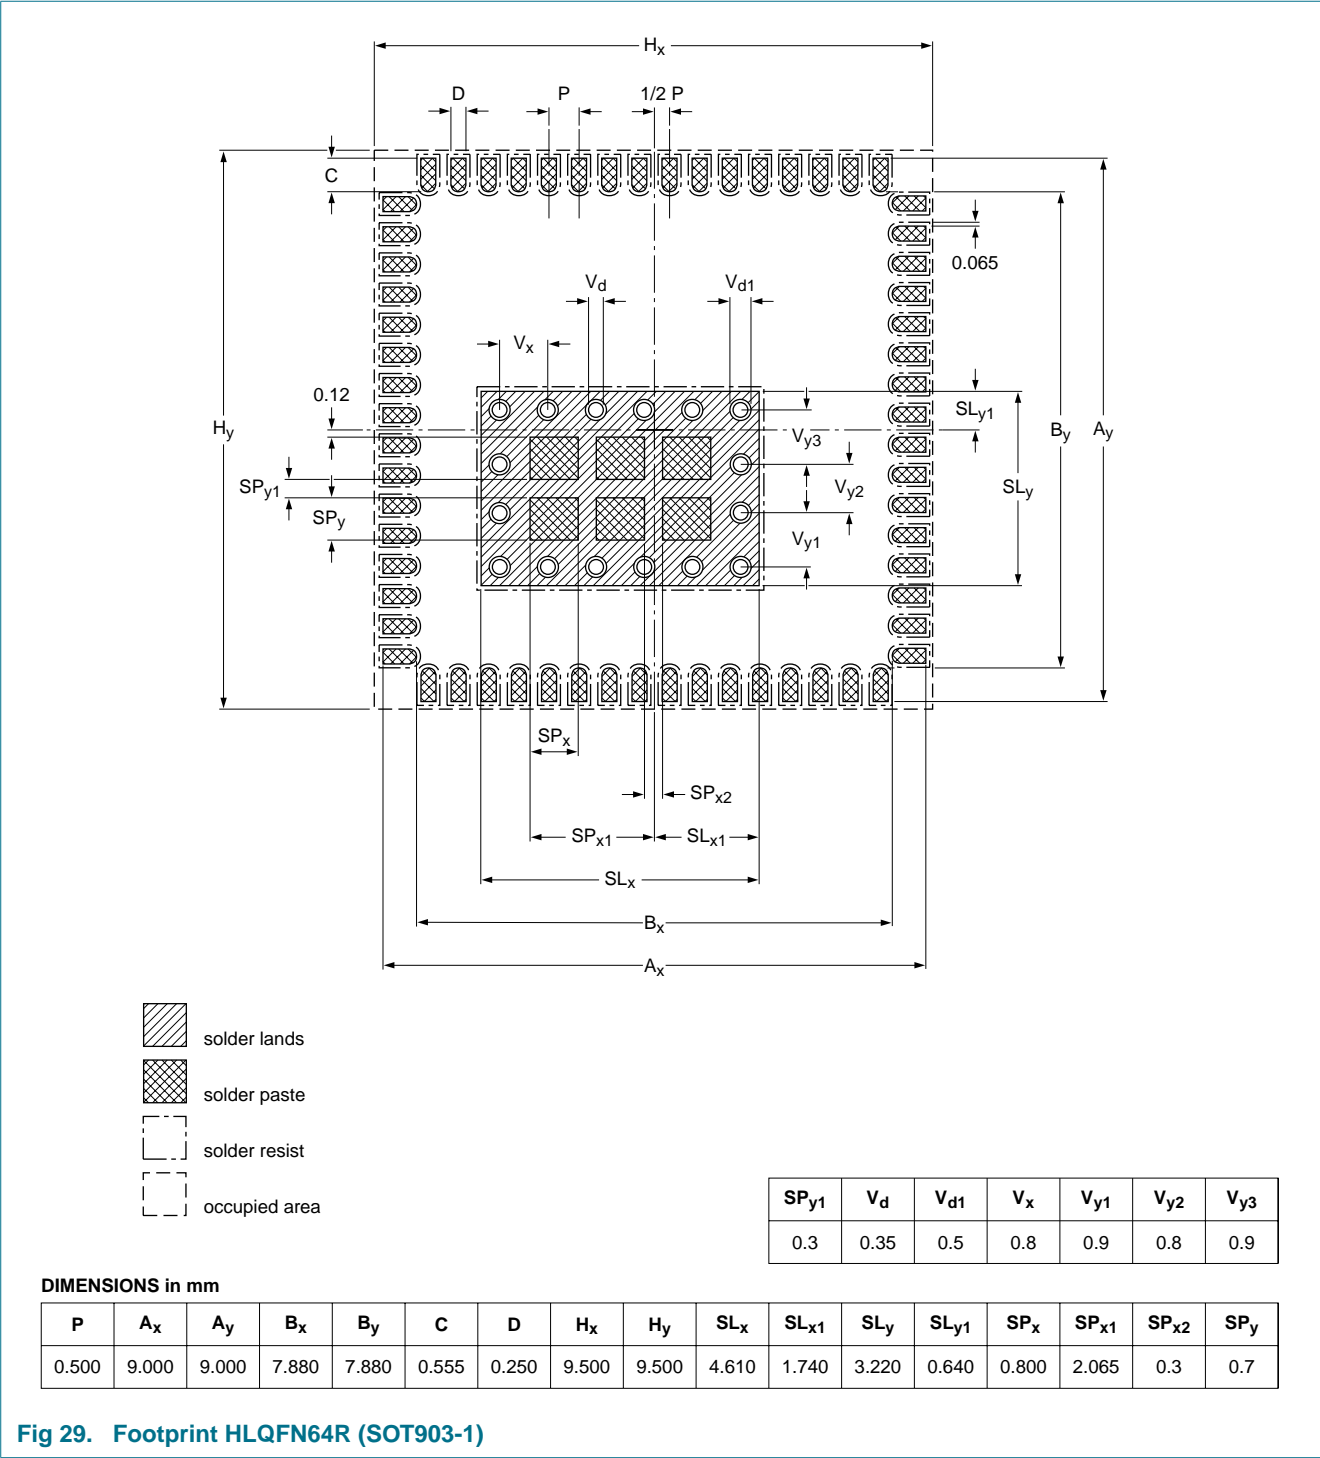 Hx
D P 1/2 P
C
0.065
Vd Vd1
Vx
0.12
SLy1
Hy Vy3 By Ay
SPy1 Vy2 SLy
SPy
Vy1
SPx
SPx2
SPx1 SLx1
SLx
Bx
Ax
solder lands
solder paste
solder resist
occupied area
SPy1 Vd Vd1 Vx Vy1 Vy2 Vy3
0.3 0.35 0.5 0.8 0.9 0.8 0.9
DIMENSIONS in mm
P Ax Ay Bx By C D Hx Hy SLx SLx1 SLy SLy1 SPx SPx1 SPx2 SPy
0.500 9.000 9.000 7.880 7.880 0.555 0.250 9.500 9.500 4.610 1.740 3.220 0.640 0.800 2.065 0.3 0.7
Fig 29. Footprint HLQFN64R (SOT903-1)